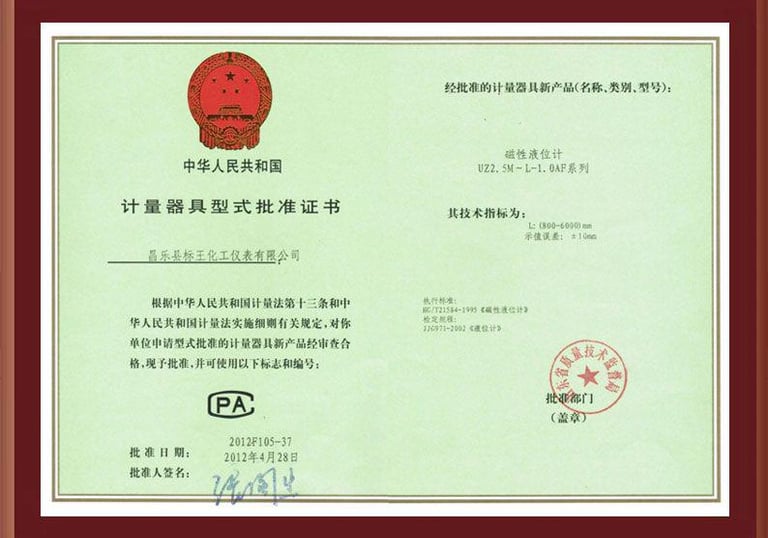 中华人民共和国
计量器具型式批准证书
昌乐县标王化工仪表有限公司:
根据中华人民共和国计量法第十三条和中
华人民共和国计量法实施细则有关规定,对你
单位申请型式批准的计量器具新产品经审查合
格,现予批准,并可使用以下标志和编号:
PA
2012F105-37
批准日期: 2012年4月28日
批准人签名:
经批准的计量器具新产品(名称、类别、型号):
磁性液位计
UZ2.5M~L-1.0AF系列
其技术指标为:
L:(800-6000)mm
示值误差: ±10mm
执行标准:
HG/T21584-1995《磁性液位计》
检定规程:
JJG971-2002《液位计》
山东省质量技术监督局
批准部门
(盖章)